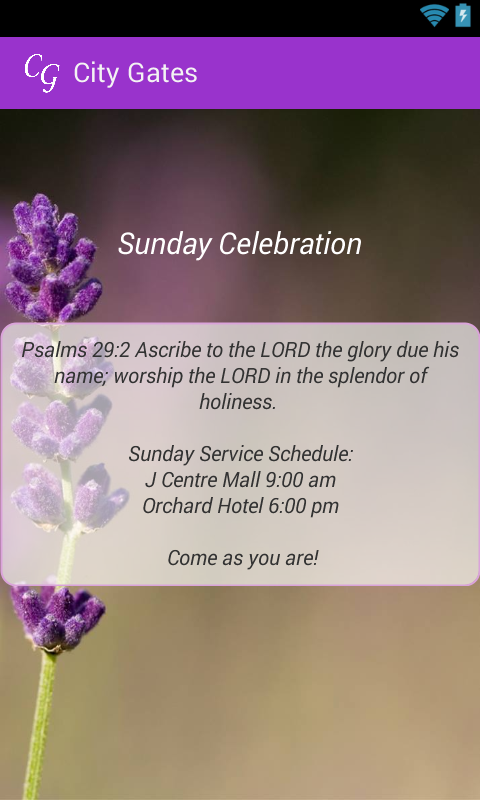 CG City Gates
Sunday Celebration
Psalms 29:2 Ascribe to the LORD the glory due his
name; worship the LORD in the splendor of
holiness.
Sunday Service Schedule:
J Centre Mall 9:00 am
Orchard Hotel 6:00 pm
Come as you are!